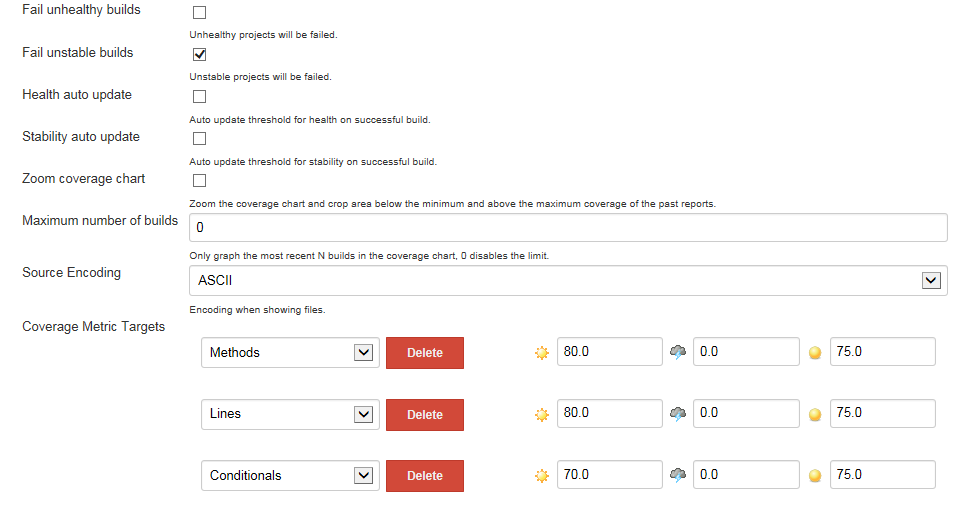 Fail unhealthy builds
Unhealthy projects will be failed.
Fail unstable builds
Unstable projects will be failed.
Health auto update
Auto update threshold for health on successful build.
Stability auto update
Auto update threshold for stability on successful build.
Zoom coverage chart
Zoom the coverage chart and crop area below the minimum and above the maximum coverage of the past reports.
Maximum number of builds 0
Only graph the most recent N builds in the coverage chart, 0 disables the limit.
Source Encoding ASCII
Encoding when showing files.
Coverage Metric Targets
Methods Delete 80.0 0.0 75.0
Lines Delete 80.0 0.0 75.0
Conditionals Delete 70.0 0.0 75.0